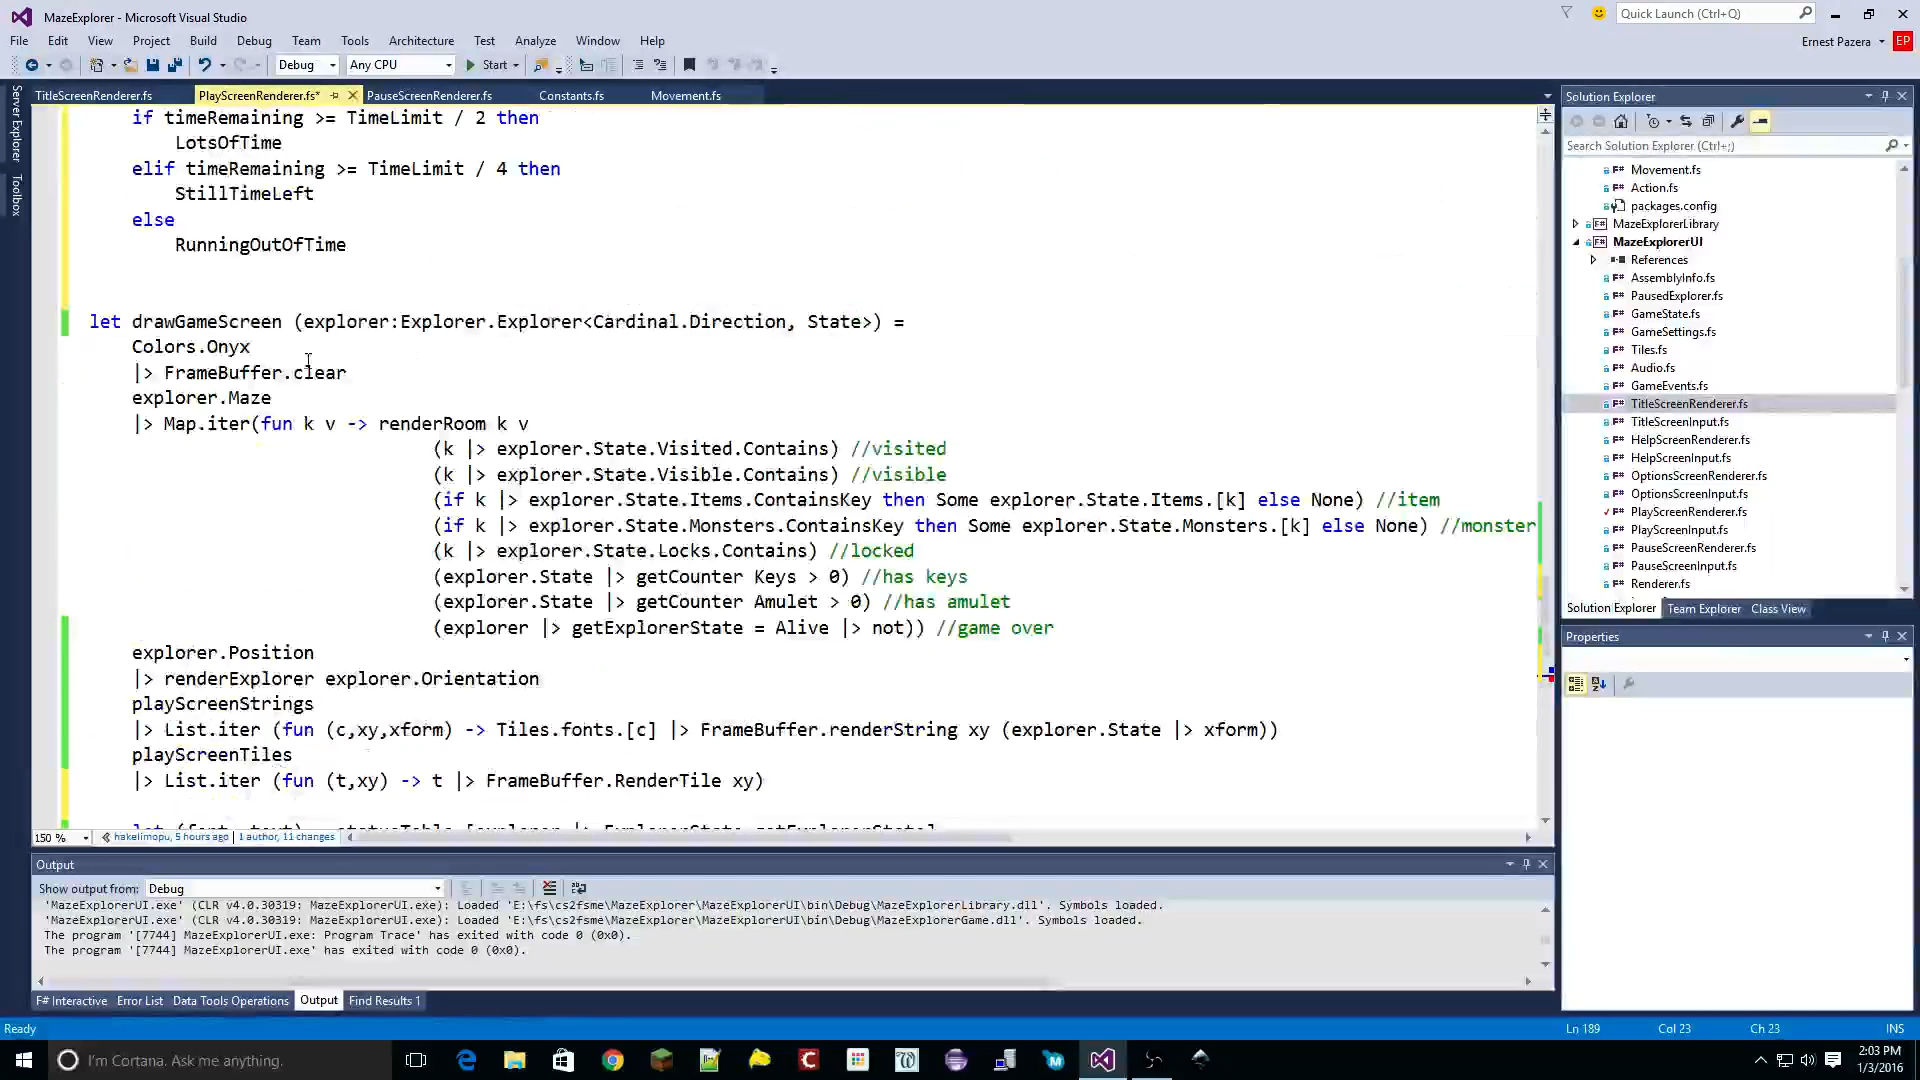 MazeExplorer - Microsoft Visual Studio
Quick Launch (Ctrl+Q)
File Edit View Project Build Debug Team Tools Architecture Test Analyze Window Help
Ernest Pazera EP
Debug Any CPU Start
Server Explorer
Toolbox
TitleScreenRenderer.fs PlayScreenRenderer.fs* PauseScreenRenderer.fs Constants.fs Movement.fs
if timeRemaining >= TimeLimit / 2 then
LotsOfTime
elif timeRemaining >= TimeLimit / 4 then
StillTimeLeft
else
RunningOutOfTime
let drawGameScreen (explorer:Explorer.Explorer<Cardinal.Direction, State>) =
Colors.Onyx
|> FrameBuffer.clear
explorer.Maze
|> Map.iter(fun k v -> renderRoom k v
(k |> explorer.State.Visited.Contains) //visited
(k |> explorer.State.Visible.Contains) //visible
(if k |> explorer.State.Items.ContainsKey then Some explorer.State.Items.[k] else None) //item
(if k |> explorer.State.Monsters.ContainsKey then Some explorer.State.Monsters.[k] else None) //monster
(k |> explorer.State.Locks.Contains) //locked
(explorer.State |> getCounter Keys > 0) //has keys
(explorer.State |> getCounter Amulet > 0) //has amulet
(explorer |> getExplorerState = Alive |> not)) //game over
explorer.Position
|> renderExplorer explorer.Orientation
playScreenStrings
|> List.iter (fun (c,xy,xform) -> Tiles.fonts.[c] |> FrameBuffer.renderString xy (explorer.State |> xform))
playScreenTiles
|> List.iter (fun (t,xy) -> t |> FrameBuffer.RenderTile xy)
150 % hakelimopu, 5 hours ago | 1 author, 11 changes
Output
Show output from: Debug
'MazeExplorerUI.exe' (CLR v4.0.30319: MazeExplorerUI.exe): Loaded 'E:\fs\cs2fsme\MazeExplorer\MazeExplorerUI\bin\Debug\MazeExplorerLibrary.dll'. Symbols loaded.
'MazeExplorerUI.exe' (CLR v4.0.30319: MazeExplorerUI.exe): Loaded 'E:\fs\cs2fsme\MazeExplorer\MazeExplorerUI\bin\Debug\MazeExplorerGame.dll'. Symbols loaded.
The program '[7744] MazeExplorerUI.exe: Program Trace' has exited with code 0 (0x0).
The program '[7744] MazeExplorerUI.exe' has exited with code 0 (0x0).
F# Interactive Error List Data Tools Operations Output Find Results 1
Solution Explorer
Search Solution Explorer (Ctrl+;)
Movement.fs
Action.fs
packages.config
MazeExplorerLibrary
MazeExplorerUI
References
AssemblyInfo.fs
PausedExplorer.fs
GameState.fs
GameSettings.fs
Tiles.fs
Audio.fs
GameEvents.fs
TitleScreenRenderer.fs
TitleScreenInput.fs
HelpScreenRenderer.fs
HelpScreenInput.fs
OptionsScreenRenderer.fs
OptionsScreenInput.fs
PlayScreenRenderer.fs
PlayScreenInput.fs
PauseScreenRenderer.fs
PauseScreenInput.fs
Renderer.fs
Solution Explorer Team Explorer Class View
Properties
Ready Ln 189 Col 23 Ch 23 INS
I'm Cortana. Ask me anything.
2:03 PM
1/3/2016